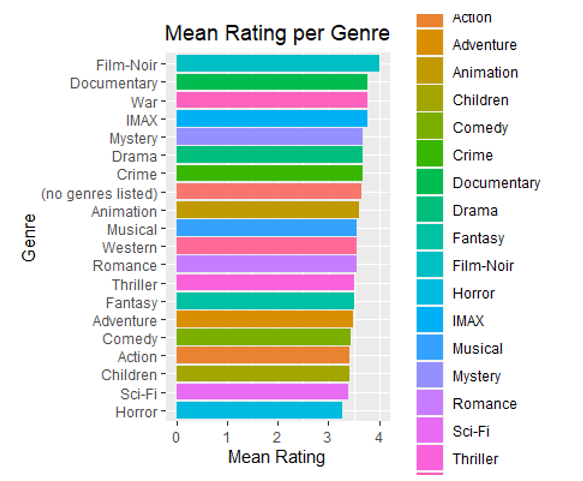 Mean Rating per Genre
Film-Noir
Documentary
War
IMAX
Mystery
Drama
Crime
(no genres listed)
Animation
Musical
Western
Romance
Thriller
Fantasy
Adventure
Comedy
Action
Children
Sci-Fi
Horror
Genre
0 1 2 3 4
Mean Rating
Action
Adventure
Animation
Children
Comedy
Crime
Documentary
Drama
Fantasy
Film-Noir
Horror
IMAX
Musical
Mystery
Romance
Sci-Fi
Thriller